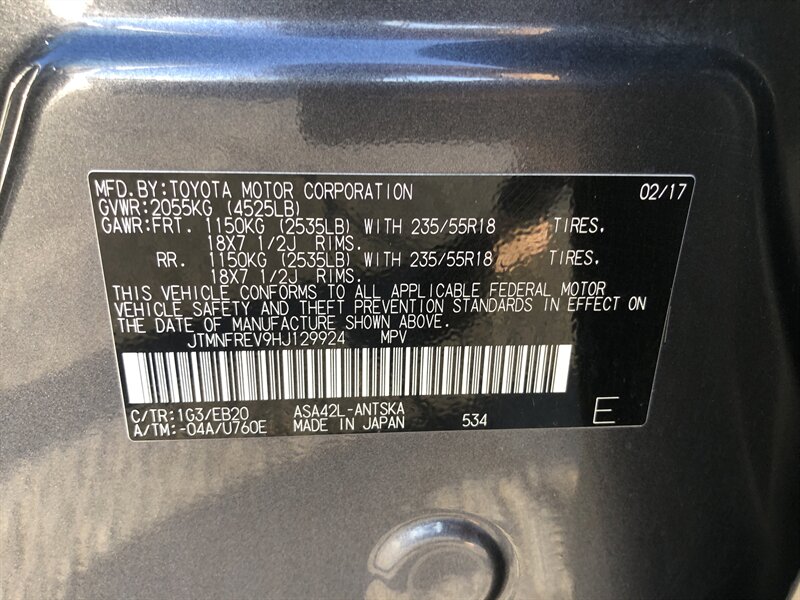 MFD.BY:TOYOTA MOTOR CORPORATION 02/17
GVWR:2055KG (4525LB)
GAWR:FRT. 1150KG (2535LB) WITH 235/55R18 TIRES.
18X7 1/2J RIMS.
RR. 1150KG (2535LB) WITH 235/55R18 TIRES.
18X7 1/2J RIMS.
THIS VEHICLE CONFORMS TO ALL APPLICABLE FEDERAL MOTOR
VEHICLE SAFETY AND THEFT PREVENTION STANDARDS IN EFFECT ON
THE DATE OF MANUFACTURE SHOWN ABOVE.
JTMNFREV9HJ129924 MPV
C/TR:1G3/EB20 ASA42L-ANTSKA
A/TM:-04A/U760E MADE IN JAPAN 534 E